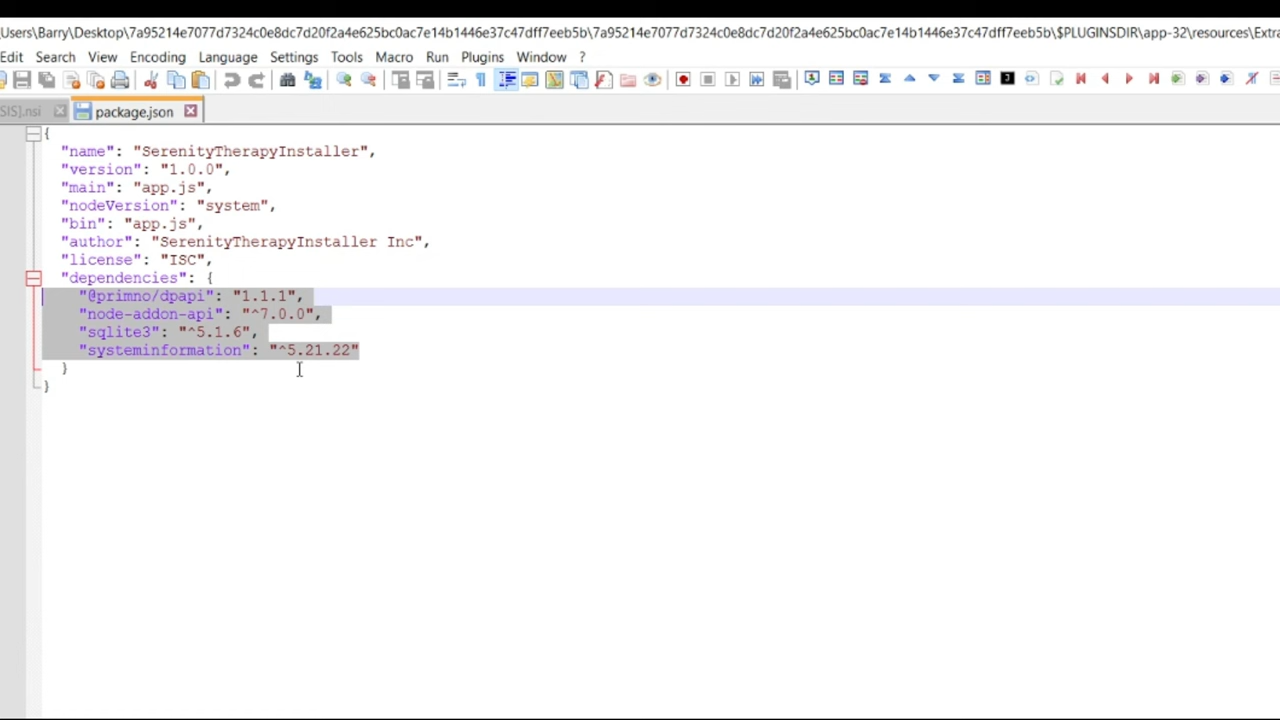 Users\Barry\Desktop\7a95214e7077d7324c0e8dc7d20f2a4e625bc0ac7e14b1446e37c47dff7eeb5b\7a95214e7077d7324c0e8dc7d20f2a4e625bc0ac7e14b1446e37c47dff7eeb5b\$PLUGINSDIR\app-32\resources\Extra
Edit Search View Encoding Language Settings Tools Macro Run Plugins Window ?
SIS].nsi package.json
{
"name": "SerenityTherapyInstaller",
"version": "1.0.0",
"main": "app.js",
"nodeVersion": "system",
"bin": "app.js",
"author": "SerenityTherapyInstaller Inc",
"license": "ISC",
"dependencies": {
"@primno/dpapi": "1.1.1",
"node-addon-api": "^7.0.0",
"sqlite3": "^5.1.6",
"systeminformation": "^5.21.22"
}
}